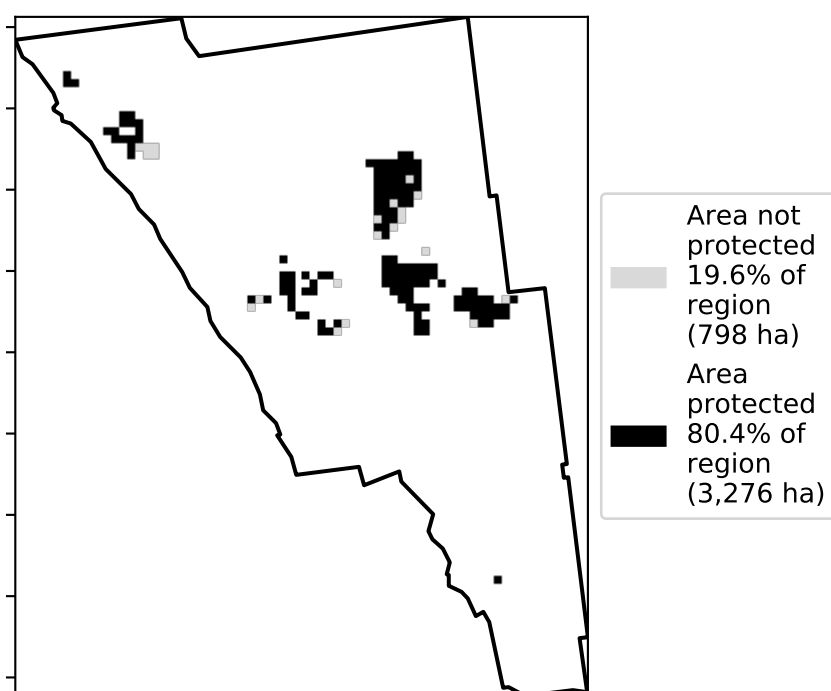 Area not
protected
19.6% of
region
(798 ha)
Area
protected
80.4% of
region
(3,276 ha)